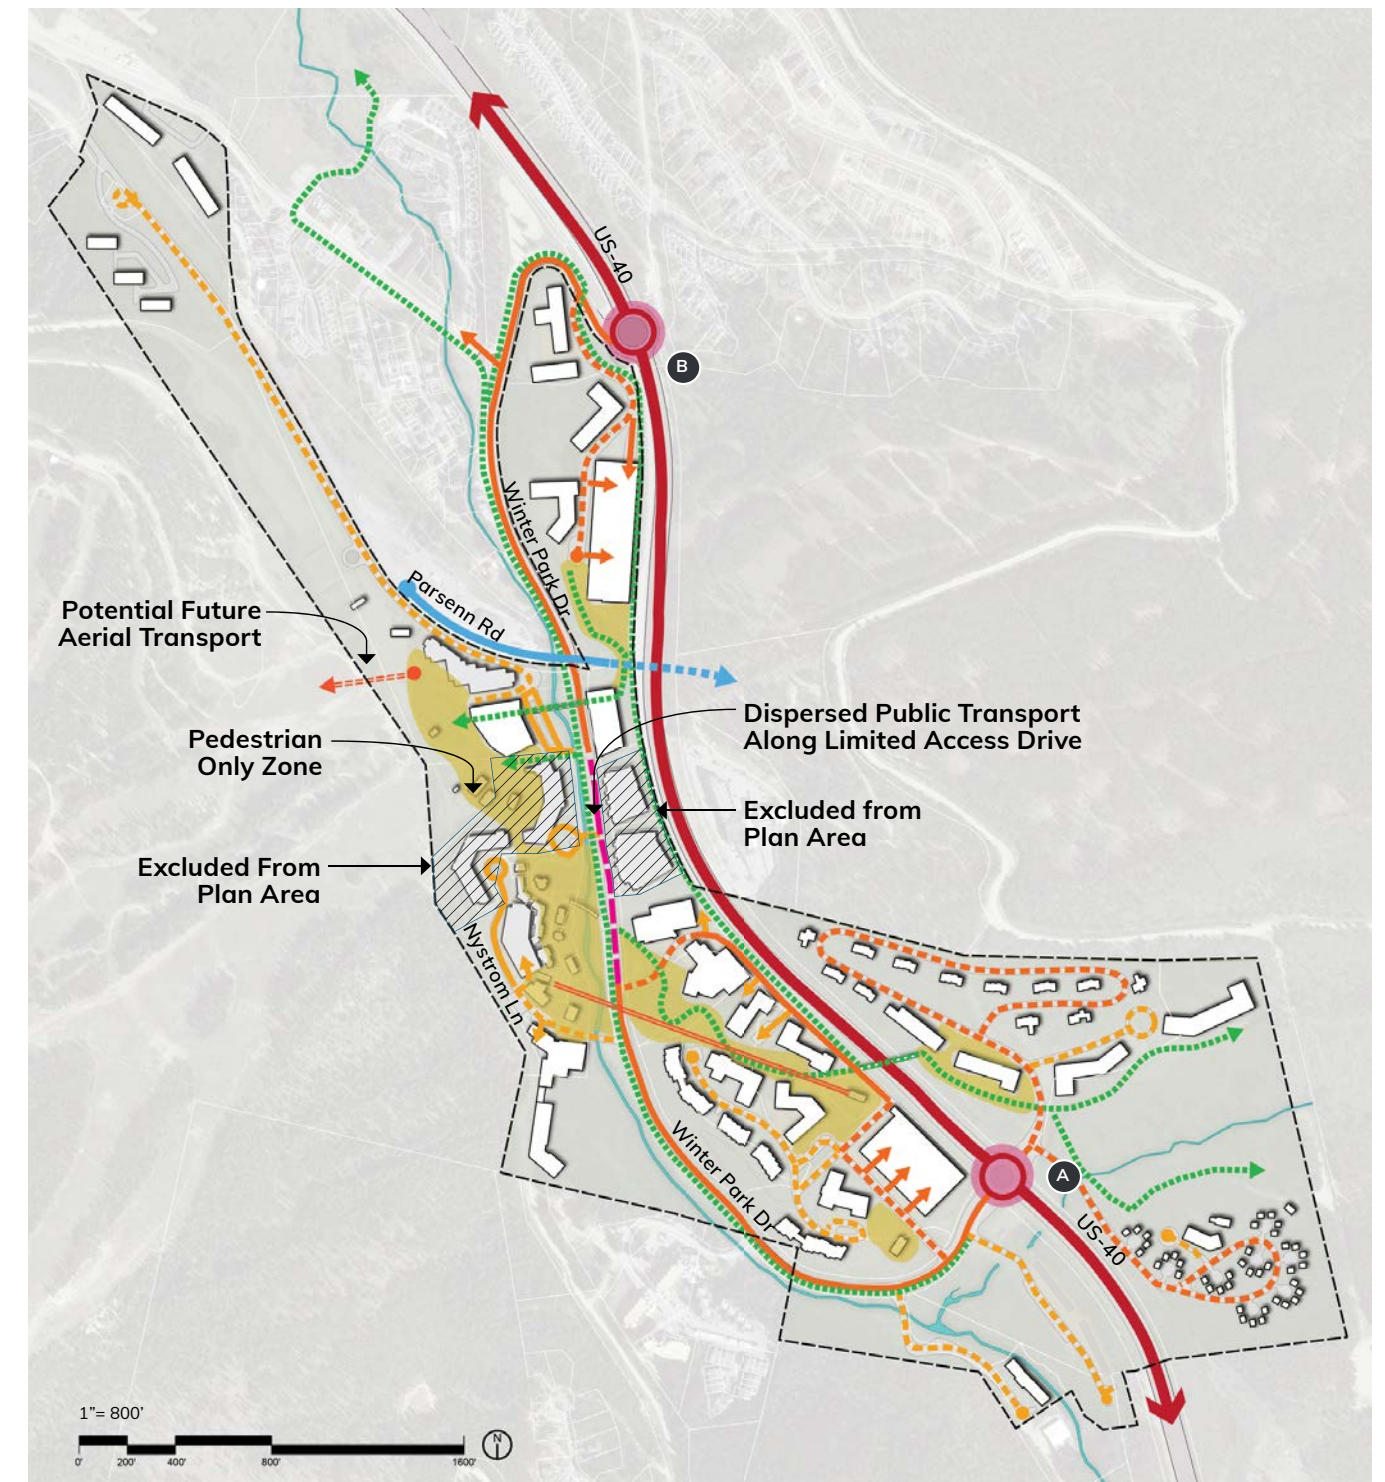 US-40
B
Winter Park Dr
Parsenn Rd
Potential Future
Aerial Transport
Dispersed Public Transport
Along Limited Access Drive
Pedestrian
Only Zone
Excluded from
Plan Area
Excluded From
Plan Area
Nystrom Ln
Winter Park Dr
A
US-40
1”= 800’
N
0' 200' 400' 800' 1600'